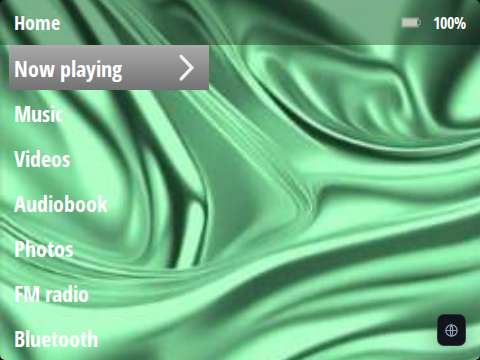 Home
100%
Now playing
Music
Videos
Audiobook
Photos
FM radio
Bluetooth